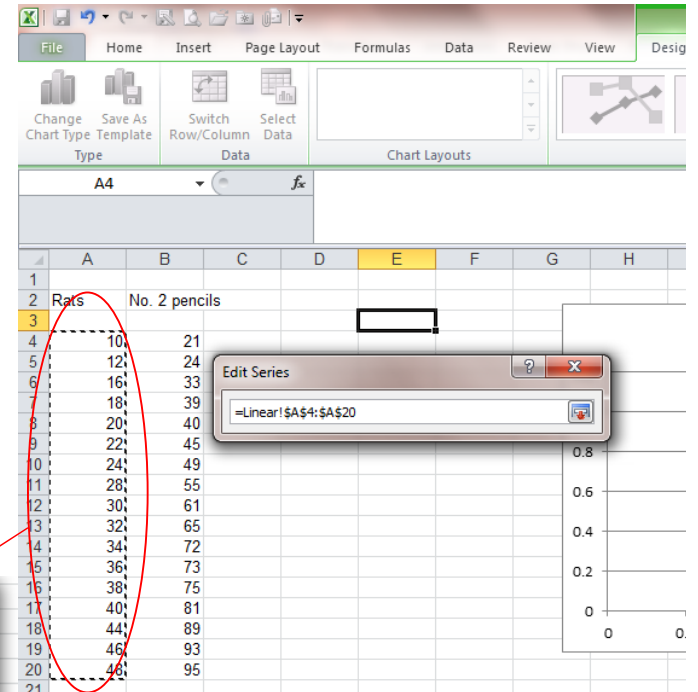 File Home Insert Page Layout Formulas Data Review View Desig
Change Save As Switch Select
Chart Type Template Row/Column Data
Type Data Chart Layouts
A4 fx
A B C D E F G H
1
2 Rats No. 2 pencils
3
4 10 21
5 12 24
6 16 33
7 18 39
8 20 40
9 22 45
10 24 49
11 28 55
12 30 61
13 32 65
14 34 72
15 36 73
16 38 75
17 40 81
18 44 89
19 46 93
20 48 95
21
Edit Series ? X
=Linear!$A$4:$A$20
0.8
0.6
0.4
0.2
0
0 0.